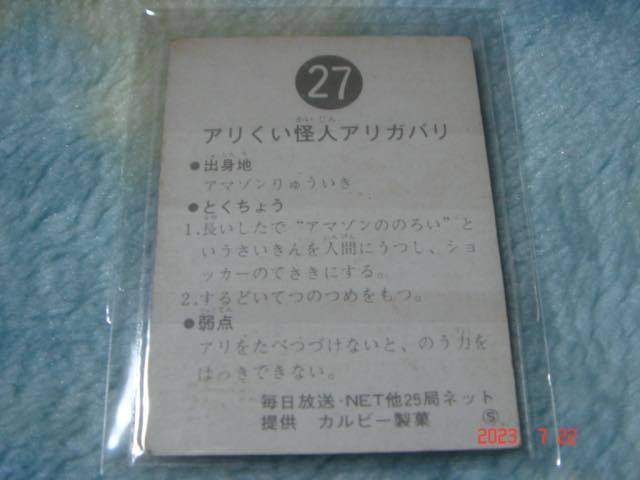 27
アリくい怪人アリガバリ
●出身地
アマゾンりゅういき
●とくちょう
1.長いしたで“アマゾンののろい”と
いうさいきんを人間にうつし、ショ
ッカーのてさきにする。
2.するどいてつのつめをもつ。
●弱点
アリをたべつづけないと、のう力を
はっきできない。
毎日放送・NET他25局ネット
提供 カルビー製菓 Ⓢ
2023 7 22